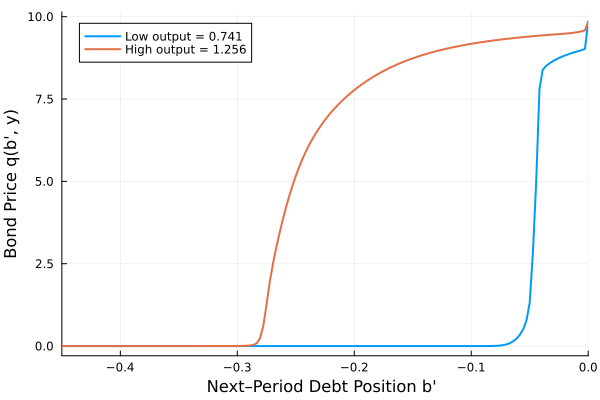 10.0
7.5
5.0
2.5
0.0
Bond Price q(b', y)
Low output = 0.741
High output = 1.256
−0.4 −0.3 −0.2 −0.1 0.0
Next–Period Debt Position b'